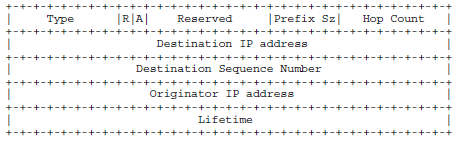 Type |R|A| Reserved |Prefix Sz| Hop Count
Destination IP address
Destination Sequence Number
Originator IP address
Lifetime